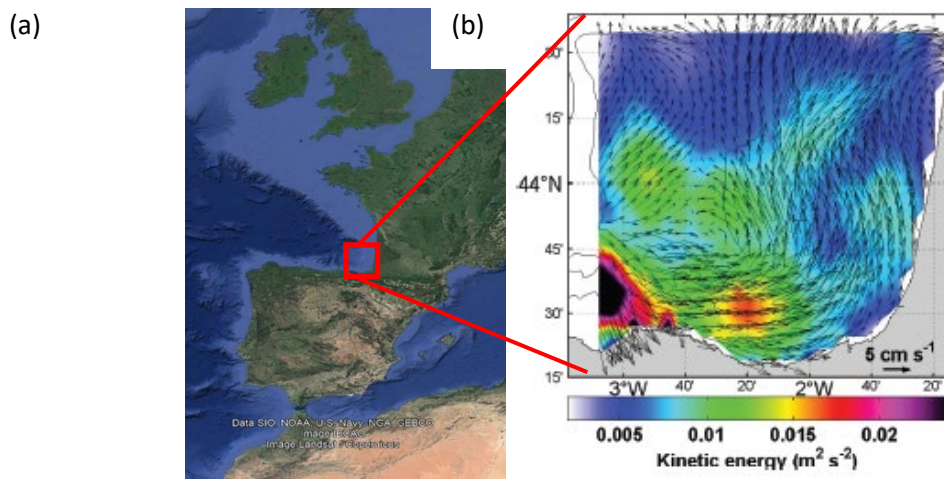 (a)
(b)
30'
15'
44°N
45'
30'
15'
3°W
40'
20'
2°W
40'
20'
5 cm s⁻¹
0.005
0.01
0.015
0.02
Kinetic energy (m² s⁻²)
Data SIO, NOAA, U.S. Navy, NGA, GEBCO
Image IBCAO
Image Landsat / Copernicus